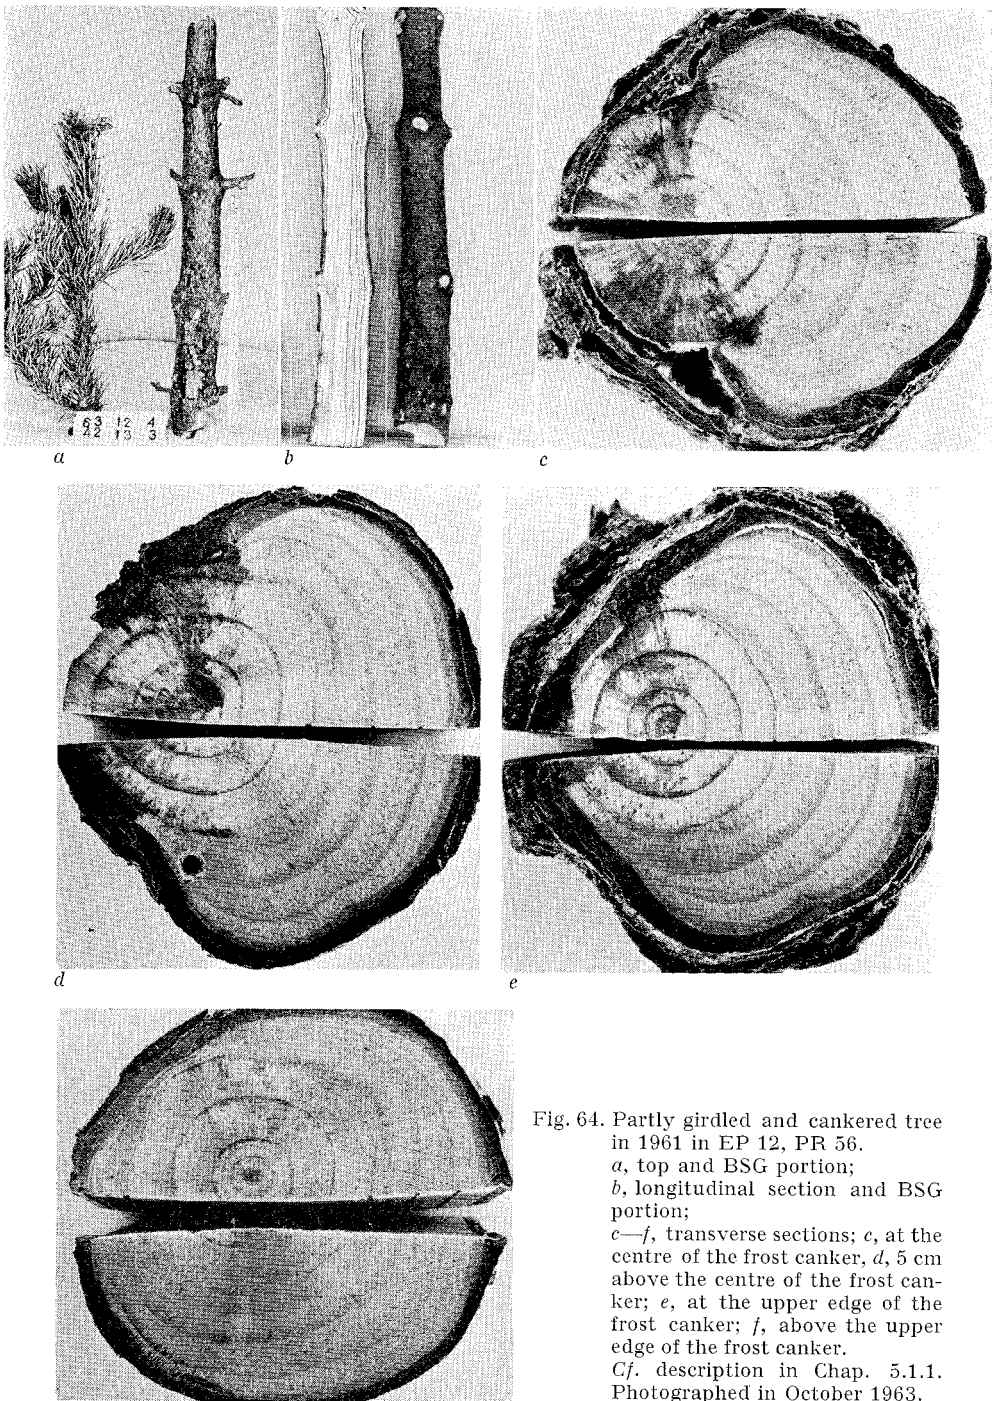 63 12 4
42 13 3
a
b
c
d
e
Fig. 64. Partly girdled and cankered tree
in 1961 in EP 12, PR 56.
a, top and BSG portion;
b, longitudinal section and BSG
portion;
c—f, transverse sections; c, at the
centre of the frost canker, d, 5 cm
above the centre of the frost can-
ker; e, at the upper edge of the
frost canker; f, above the upper
edge of the frost canker.
Cf. description in Chap. 5.1.1.
Photographed in October 1963.